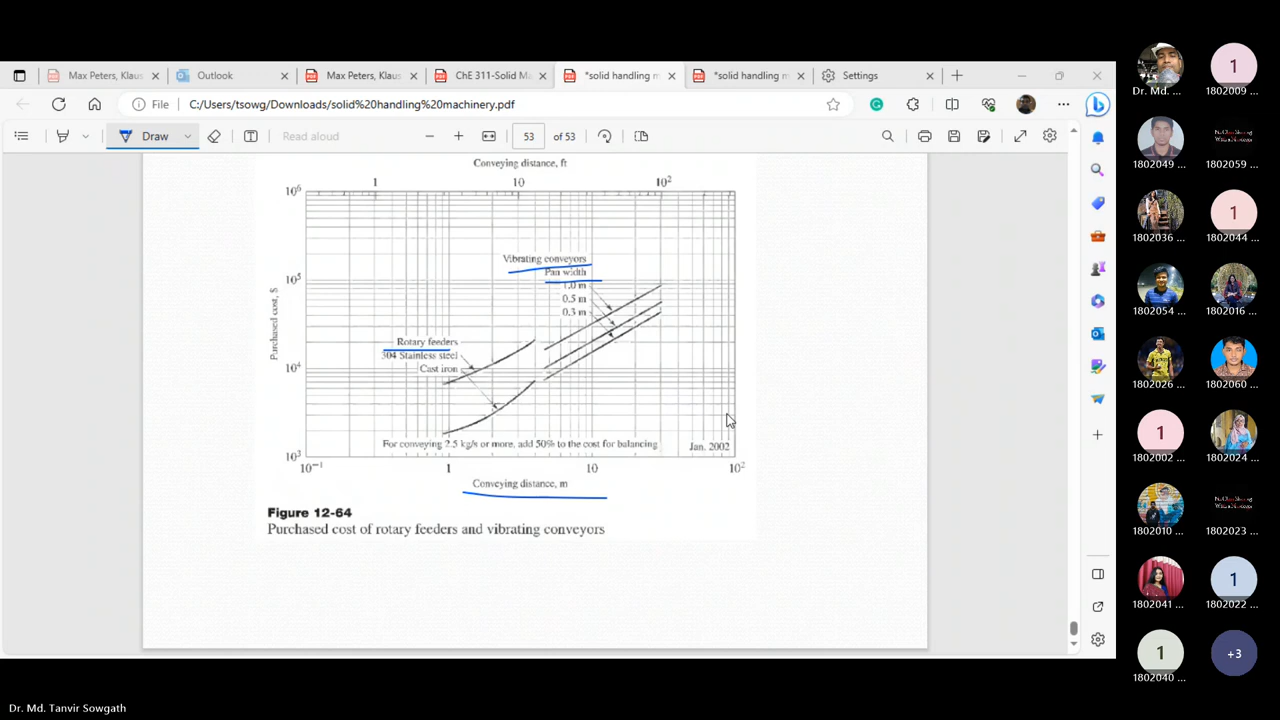 Max Peters, Klaus
Outlook
Max Peters, Klaus
ChE 311-Solid Ma
*solid handling m
*solid handling m
Settings
File
C:/Users/tsowg/Downloads/solid%20handling%20machinery.pdf
Draw
Read aloud
53
of 53
Conveying distance, ft
1
10
10²
10⁶
10⁵
10⁴
10³
Purchased cost, $
Vibrating conveyors
Pan width
1.0 m
0.5 m
0.3 m
Rotary feeders
304 Stainless steel
Cast iron
For conveying 2.5 kg/s or more, add 50% to the cost for balancing
Jan. 2002
10⁻¹
1
10
10²
Conveying distance, m
Figure 12-64
Purchased cost of rotary feeders and vibrating conveyors
Dr. Md. ...
1
1802009 ...
1802049 ...
1802059 ...
1802036 ...
1
1802044 ...
1802054 ...
1802016 ...
1802026 ...
1802060 ...
1
1802002 ...
1802024 ...
1802010 ...
1802023 ...
1802041 ...
1
1802022 ...
1
1802040 ...
+3
Dr. Md. Tanvir Sowgath